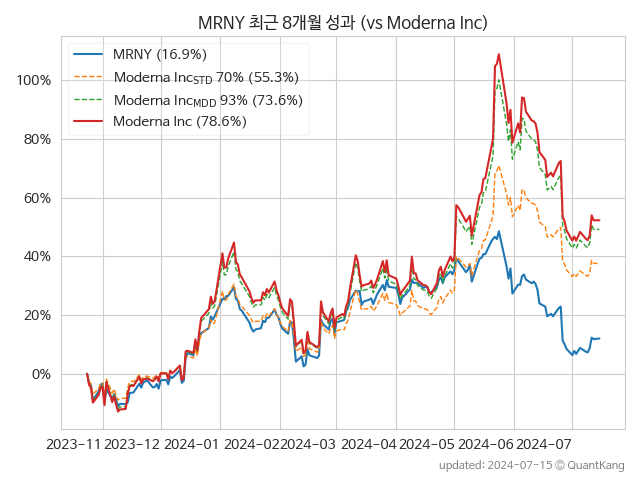 MRNY 최근 8개월 성과 (vs Moderna Inc)
MRNY (16.9%)
Moderna Inc_STD 70% (55.3%)
Moderna Inc_MDD 93% (73.6%)
Moderna Inc (78.6%)
100%
80%
60%
40%
20%
0%
2023-11 2023-12 2024-01 2024-02 2024-03 2024-04 2024-05 2024-06 2024-07
updated: 2024-07-15 © QuantKang